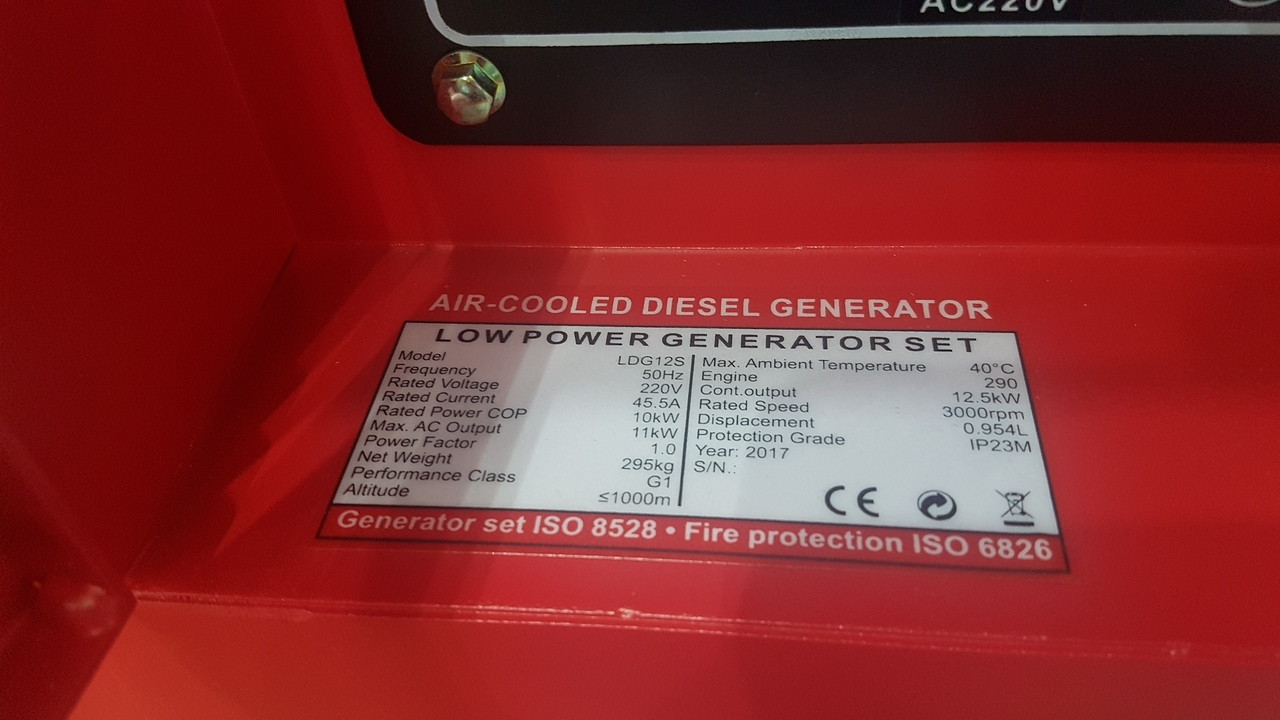 AC220V
AIR-COOLED DIESEL GENERATOR
LOW POWER GENERATOR SET
Model LDG12S
Frequency 50Hz
Rated Voltage 220V
Rated Current 45.5A
Rated Power COP 10kW
Max. AC Output 11kW
Power Factor 1.0
Net Weight 295kg
Performance Class G1
Altitude ≤1000m
Max. Ambient Temperature 40°C
Engine 290
Cont.output 12.5kW
Rated Speed 3000rpm
Displacement 0.954L
Protection Grade IP23M
Year: 2017
S/N.:
CE
Generator set ISO 8528 • Fire protection ISO 6826